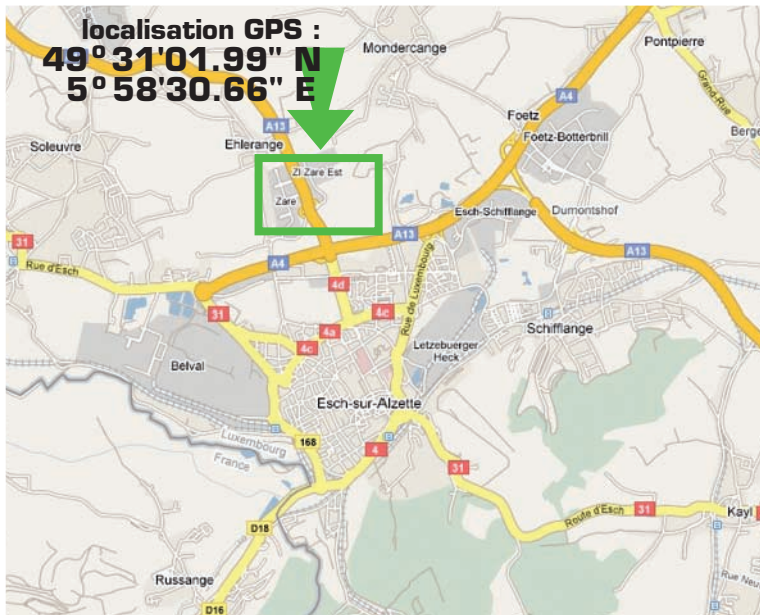 localisation GPS :
49° 31'01.99" N
5° 58'30.66" E
Mondercange
Pontpierre
Grand-Rue
A4
Foetz
Foetz-Botterbrill
Berge
A13
Ehlerange
Soleuvre
ZI Zare Est
Zare
Esch-Schifflange
Dumontshof
A13
A13
31
Rue d'Esch
A4
4d
31
4e
4a
4c
Rue de Luxembourg
Schifflange
Letzebuerger
Heck
Belval
Esch-sur-Alzette
168
Luxembourg
France
4
31
Route d'Esch
31
Kayl
D18
Russange
Rue Neu
D16